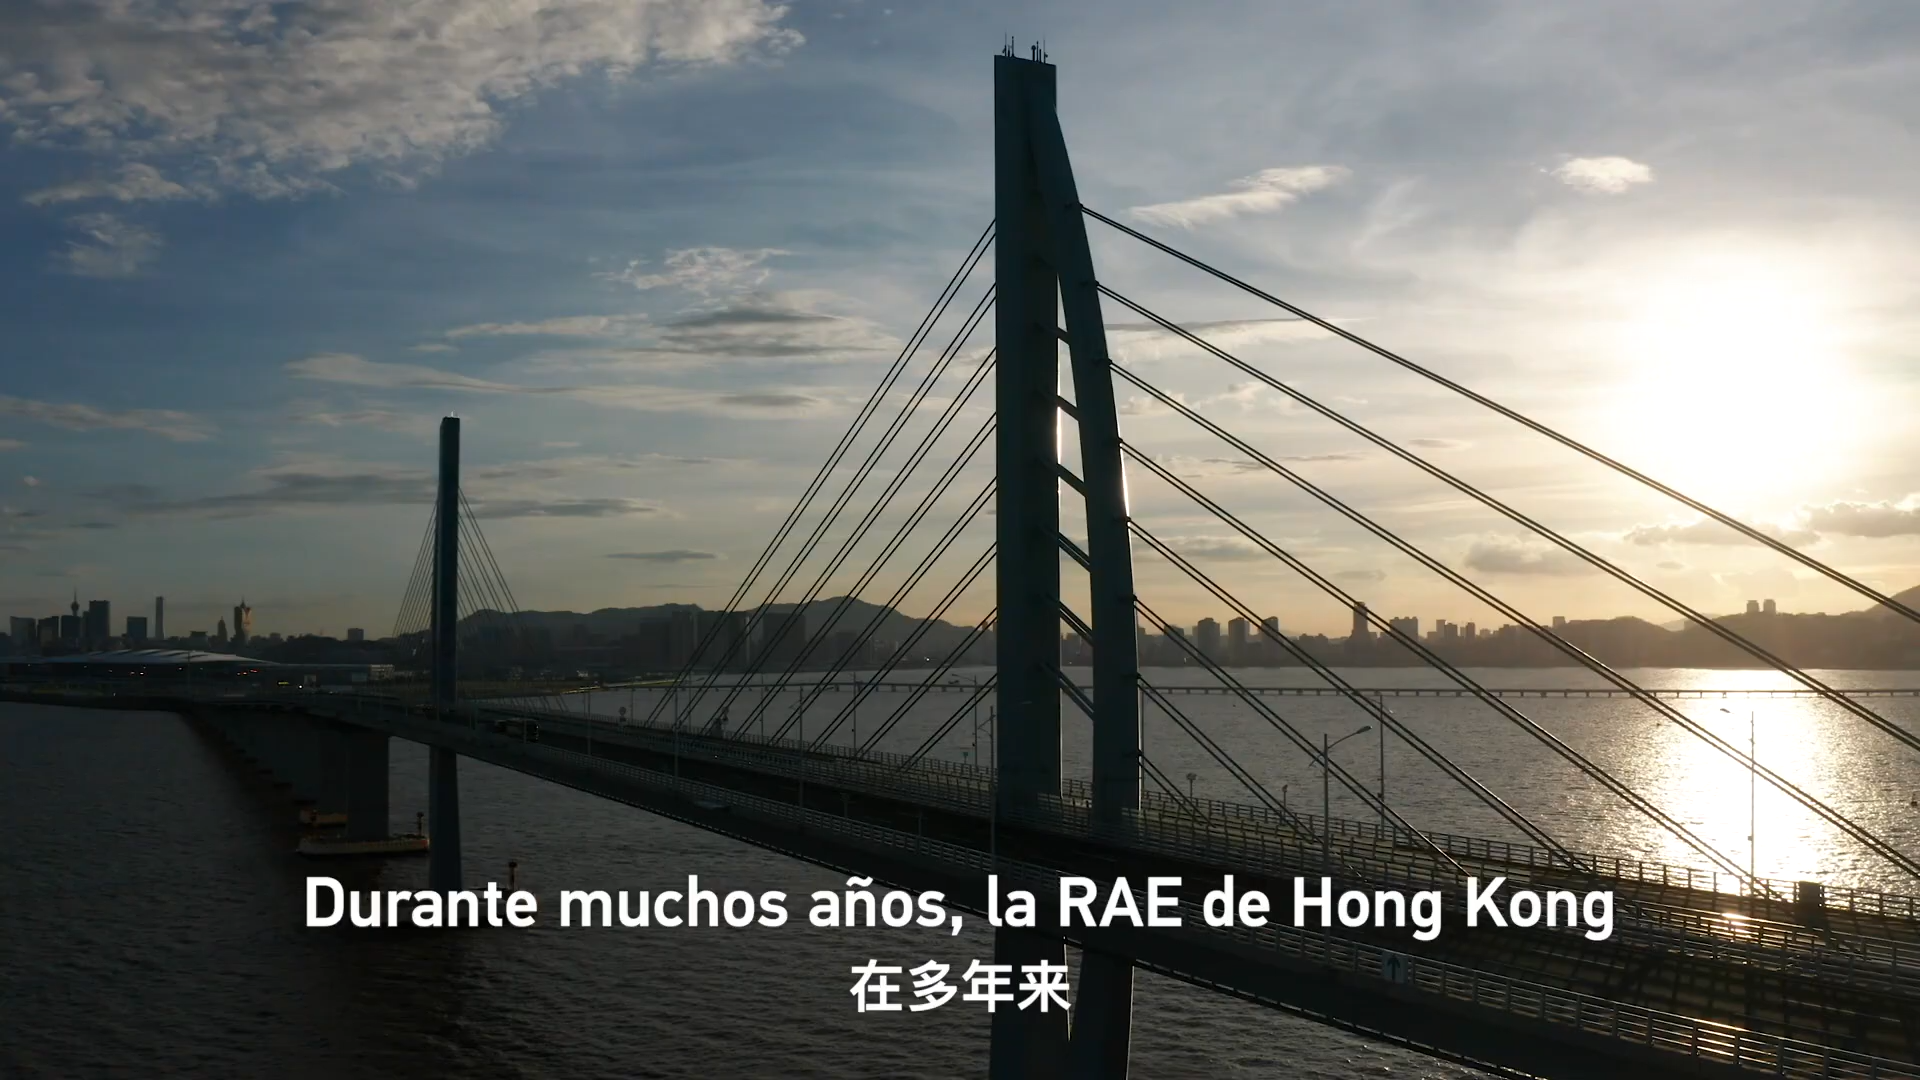 Durante muchos años, la RAE de Hong Kong
在多年来